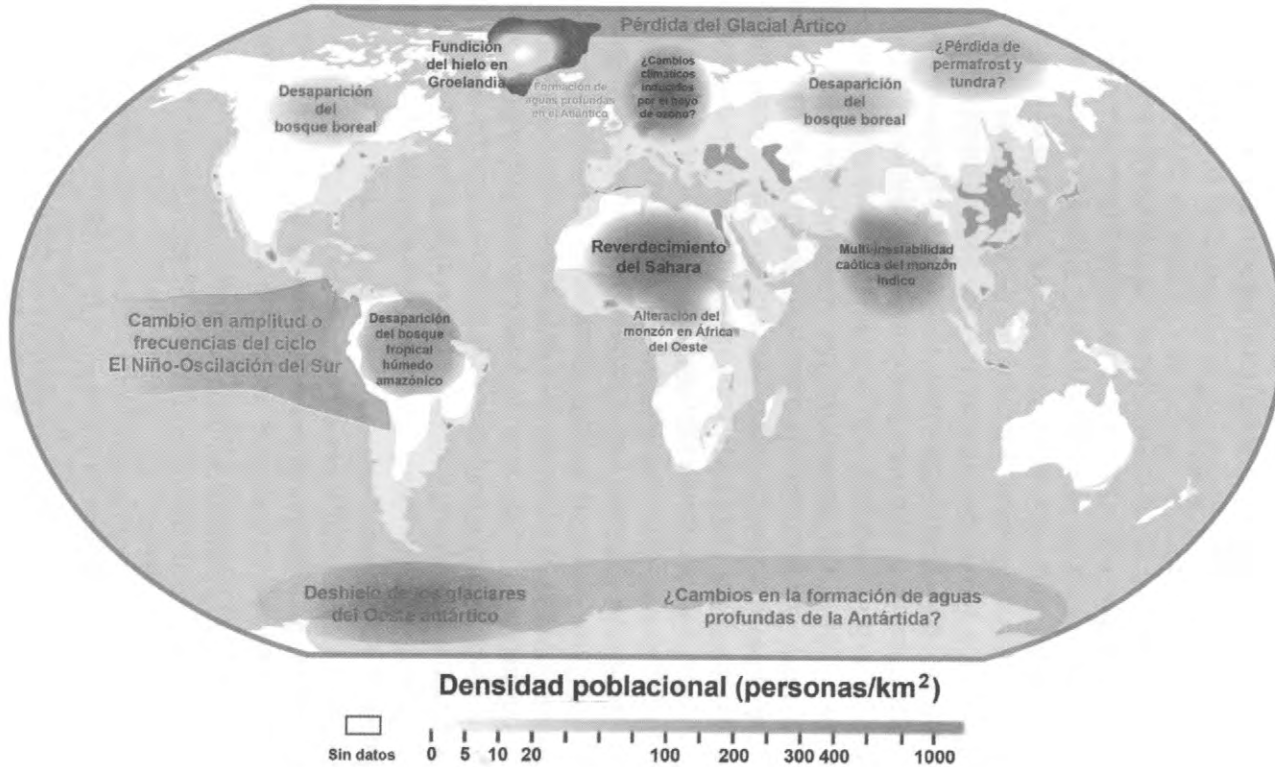 Pérdida del Glacial Ártico
Fundición
del hielo en
Groelandia
Formación de
aguas profundas
en el Atlántico
¿Cambios
climáticos
inducidos
por el hoyo
de ozono?
¿Pérdida de
permafrost y
tundra?
Desaparición
del
bosque boreal
Desaparición
del
bosque boreal
Reverdecimiento
del Sahara
Multi-inestabilidad
caótica del monzón
índico
Alteración del
monzón en África
del Oeste
Cambio en amplitud o
frecuencias del ciclo
El Niño-Oscilación del Sur
Desaparición
del bosque
tropical
húmedo
amazónico
Deshielo de los glaciares
del Oeste antártico
¿Cambios en la formación de aguas
profundas de la Antártida?
Densidad poblacional (personas/km²)
Sin datos 0 5 10 20 100 200 300 400 1000